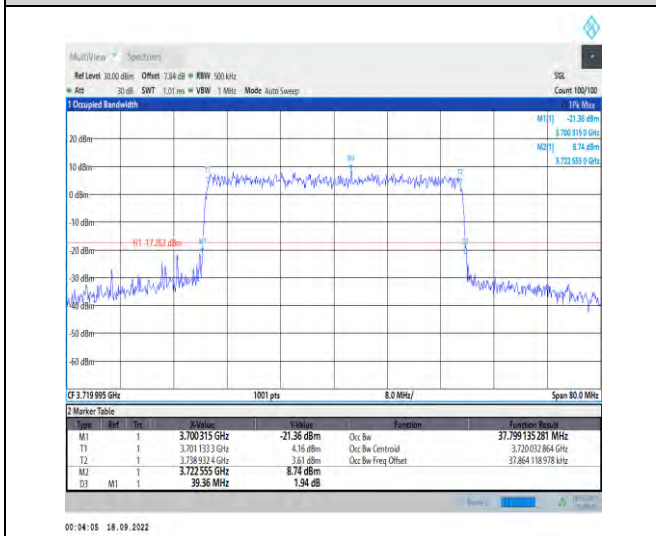 MultiView Spectrum
Ref Level 30.00 dBm Offset 7.84 dB RBW 500 kHz SGL
Att 30 dB SWT 1.01 ms VBW 1 MHz Mode Auto Sweep Count 100/100
1 Occupied Bandwidth 1Pk Max
M1[1] -21.36 dBm
3.700 315 0 GHz
M2[1] 8.74 dBm
3.722 555 0 GHz
20 dBm
10 dBm
0 dBm
-10 dBm
-20 dBm
-30 dBm
-40 dBm
-50 dBm
-60 dBm
T1
M2
T2
M1
D3
CF 3.719 995 GHz 1001 pts 8.0 MHz/ Span 80.0 MHz
2 Marker Table
Type Ref Trc X-Value Y-Value Function Function Result
M1 1 3.700315 GHz -21.36 dBm Occ Bw 37.799 135 281 MHz
T1 1 3.701 133 3 GHz 4.16 dBm Occ Bw Centroid 3.720 032 864 GHz
T2 1 3.738 932 4 GHz 3.61 dBm Occ Bw Freq Offset 37.864 118 978 kHz
M2 1 3.722 555 GHz 8.74 dBm
D3 M1 1 39.36 MHz 1.94 dB
00:04:05 18.09.2022